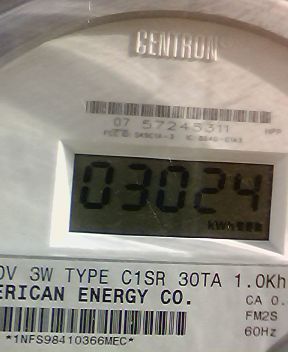 CENTRON
07 57245311
03024
0V 3W TYPE C1SR 30TA 1.0Kh
ERICAN ENERGY CO.
CA 0.
FM2S
60Hz
*1NFS98410366MEC*